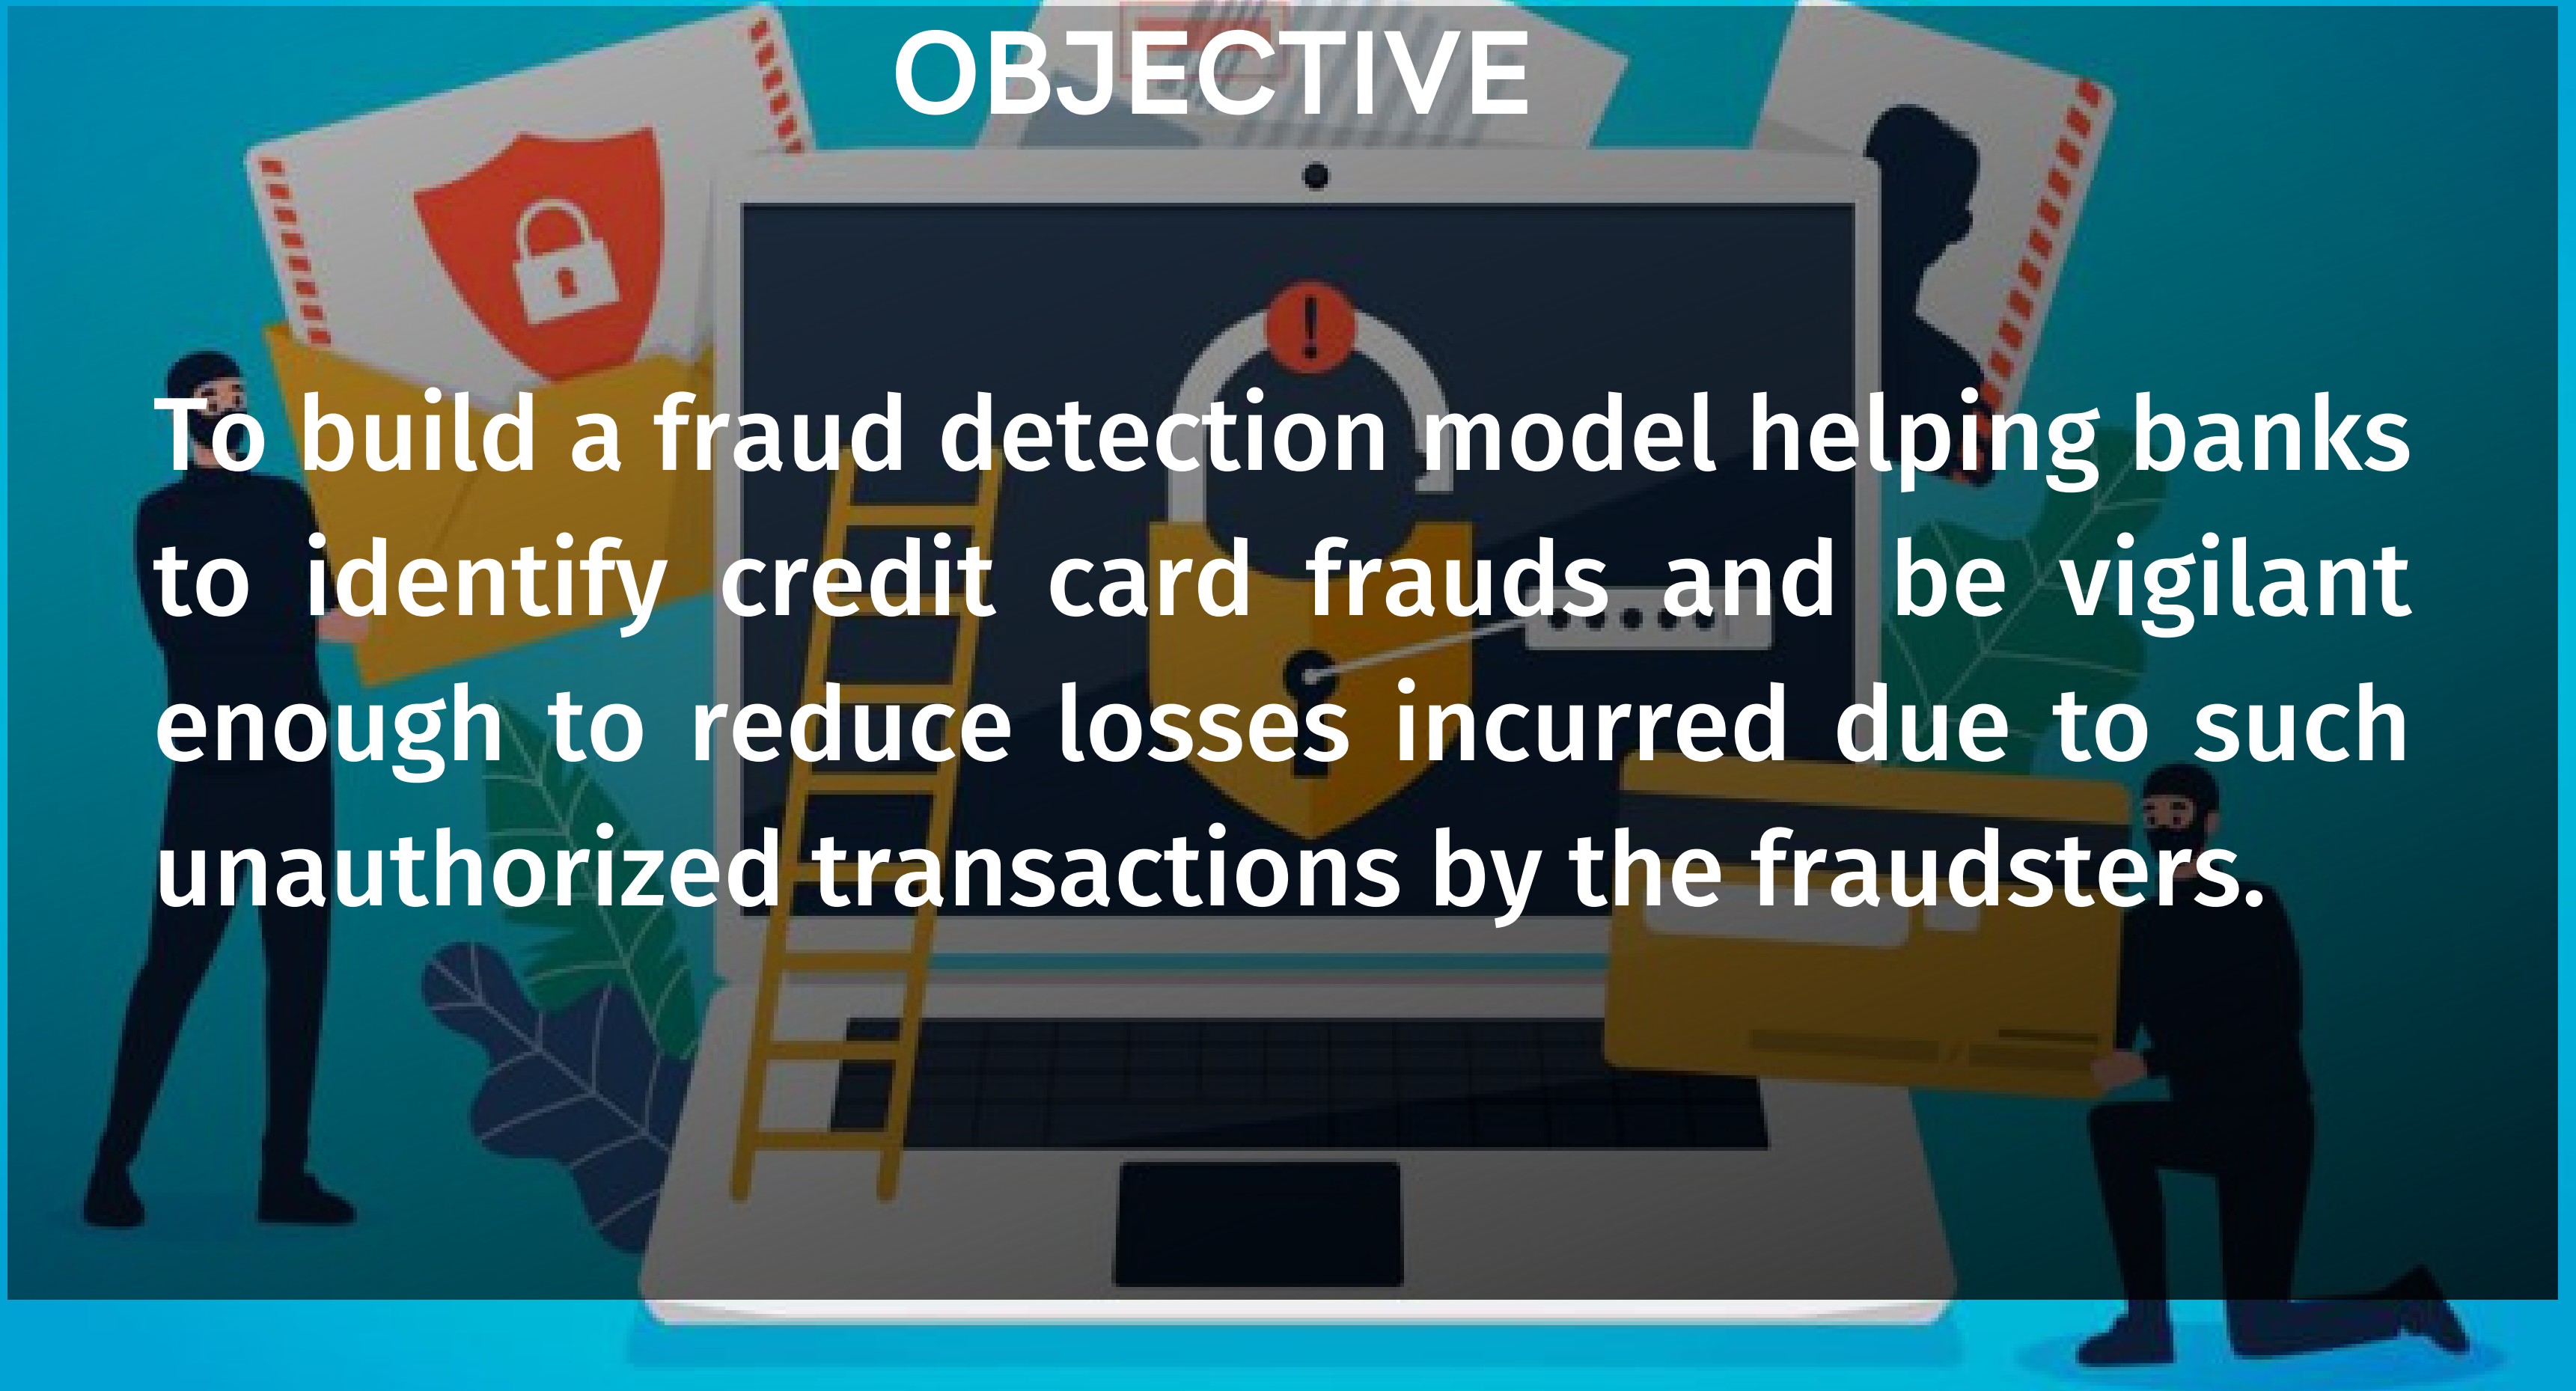 OBJECTIVE
To build a fraud detection model helping banks
to identify credit card frauds and be vigilant
enough to reduce losses incurred due to such
unauthorized transactions by the fraudsters.